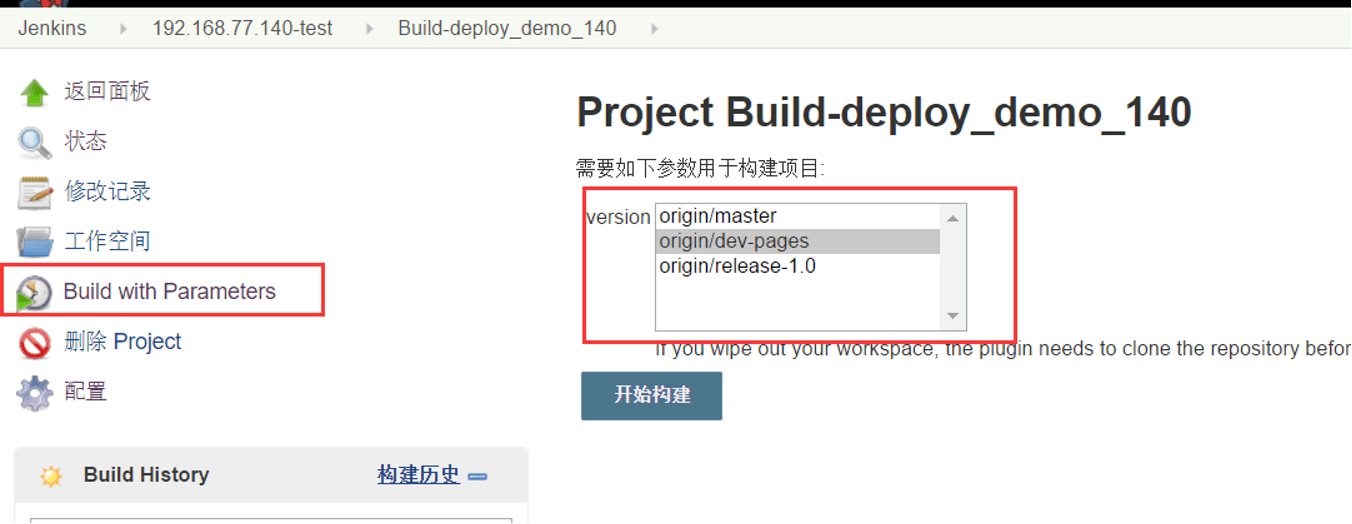 Jenkins 192.168.77.140-test Build-deploy_demo_140
返回面板
状态
修改记录
工作空间
Build with Parameters
删除 Project
配置
Build History 构建历史
Project Build-deploy_demo_140
需要如下参数用于构建项目:
version
origin/master
origin/dev-pages
origin/release-1.0
If you wipe out your workspace, the plugin needs to clone the repository befor
开始构建